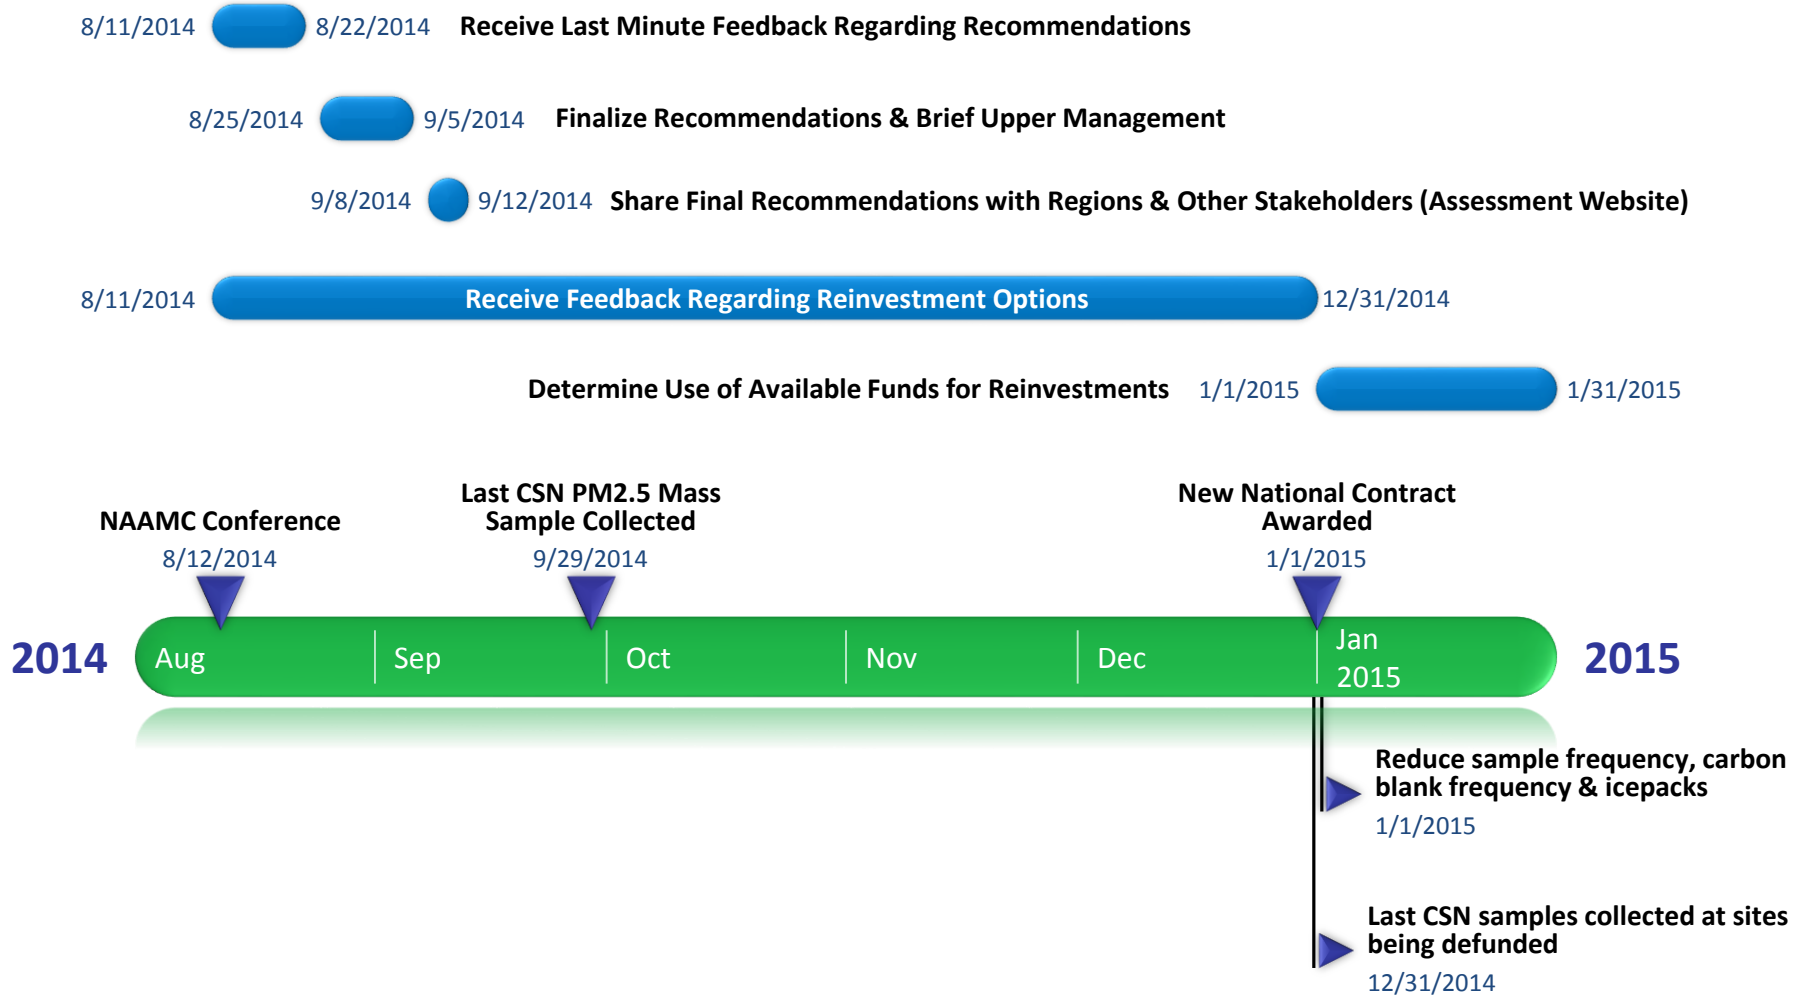 8/11/2014 8/22/2014 Receive Last Minute Feedback Regarding Recommendations
8/25/2014 9/5/2014 Finalize Recommendations & Brief Upper Management
9/8/2014 9/12/2014 Share Final Recommendations with Regions & Other Stakeholders (Assessment Website)
8/11/2014 Receive Feedback Regarding Reinvestment Options 12/31/2014
Determine Use of Available Funds for Reinvestments 1/1/2015 1/31/2015
NAAMC Conference
8/12/2014
Last CSN PM2.5 Mass
Sample Collected
9/29/2014
New National Contract
Awarded
1/1/2015
2014 Aug Sep Oct Nov Dec Jan
2015 2015
Reduce sample frequency, carbon
blank frequency & icepacks
1/1/2015
Last CSN samples collected at sites
being defunded
12/31/2014